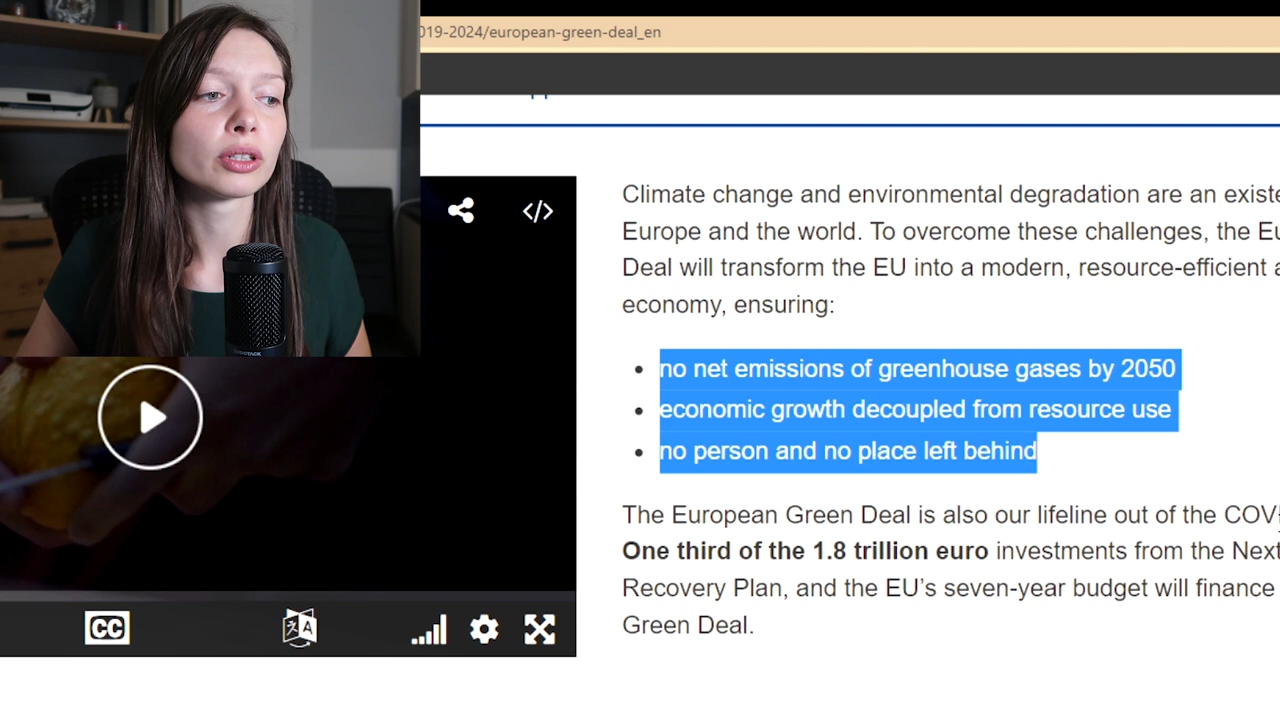 019-2024/european-green-deal_en
Climate change and environmental degradation are an existe
Europe and the world. To overcome these challenges, the Eu
Deal will transform the EU into a modern, resource-efficient a
economy, ensuring:
no net emissions of greenhouse gases by 2050
economic growth decoupled from resource use
no person and no place left behind
The European Green Deal is also our lifeline out of the COV
One third of the 1.8 trillion euro investments from the Next
Recovery Plan, and the EU's seven-year budget will finance
Green Deal.
CC
A